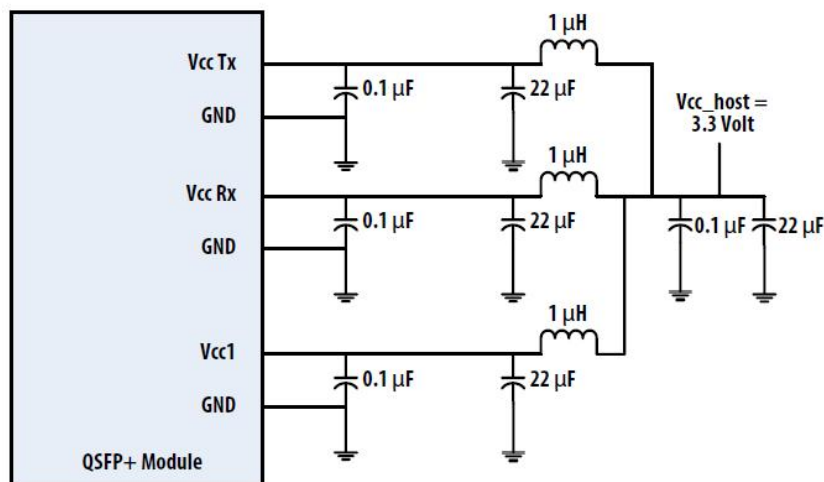 1 μH
Vcc Tx
0.1 μF
22 μF
Vcc_host =
3.3 Volt
GND
1 μH
Vcc Rx
0.1 μF
22 μF
0.1 μF
22 μF
GND
1 μH
Vcc1
0.1 μF
22 μF
GND
QSFP+ Module